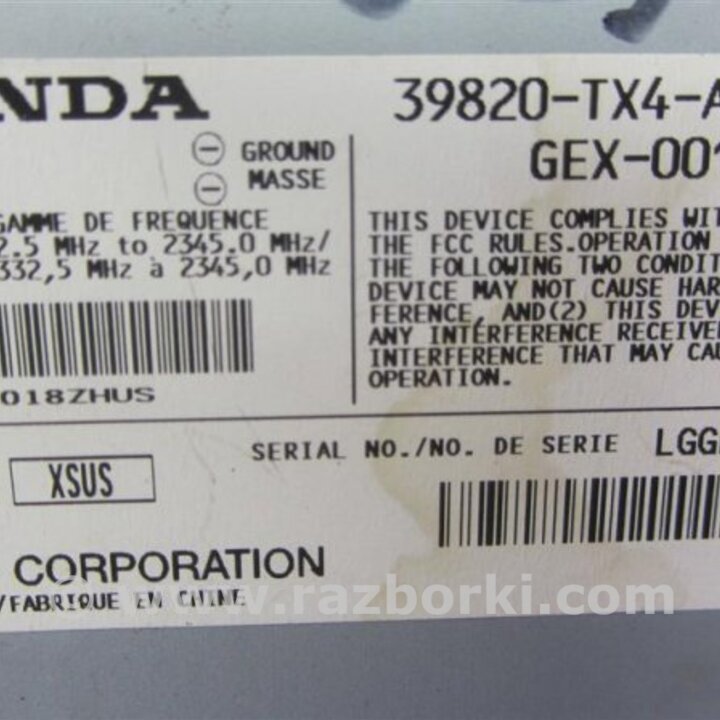 NDA 39820-TX4-A
GROUND GEX-001
MASSE
GAMME DE FREQUENCE
2.5 MHz to 2345.0 MHz/
332,5 MHz à 2345,0 MHz
THIS DEVICE COMPLIES WIT
THE FCC RULES.OPERATION
THE FOLLOWING TWO CONDIT
DEVICE MAY NOT CAUSE HAR
FERENCE, AND(2) THIS DEV
ANY INTERFERENCE RECEIVE
INTERFERENCE THAT MAY CA
OPERATION.
018ZHUS
SERIAL NO./NO. DE SERIE LGG
XSUS
CORPORATION
/FABRIQUE EN CHINE
www.razborki.com